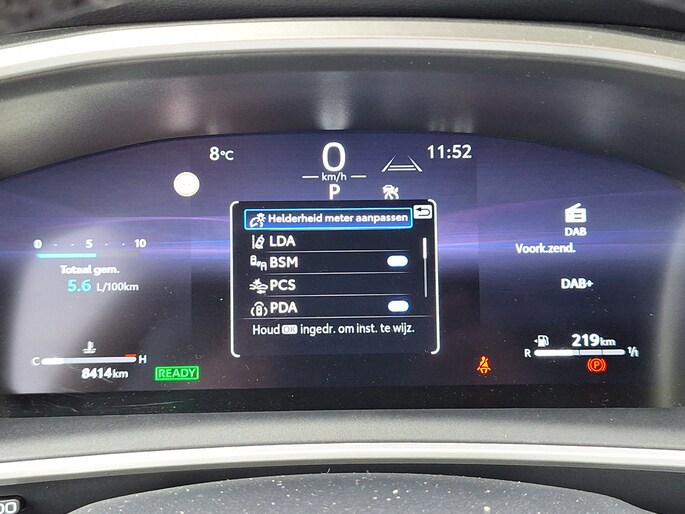 8°C
0
km/h
P
11:52
0 5 10
Totaal gem.
5.6 L/100km
C H
8414km
READY
Helderheid meter aanpassen
LDA
BSM
PCS
PDA
Houd OK ingedr. om inst. te wijz.
DAB
Voork.zend.
DAB+
219km
R 1/1
P